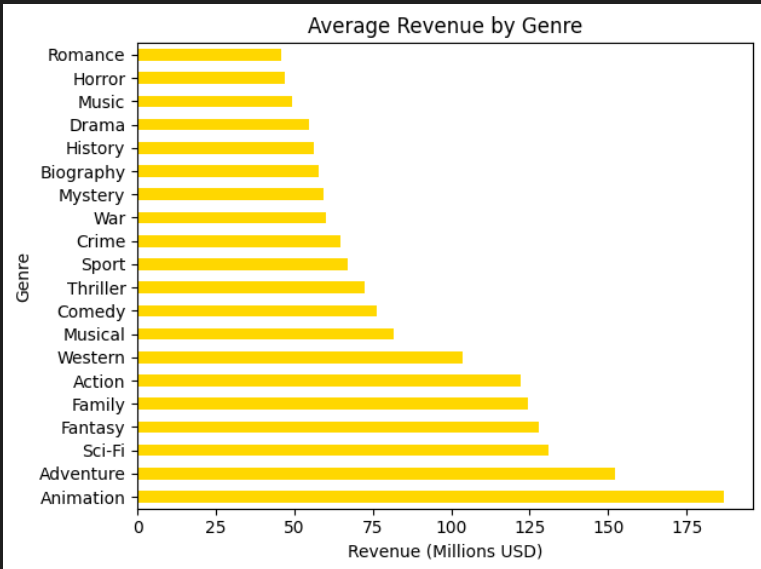 Average Revenue by Genre
Romance
Horror
Music
Drama
History
Biography
Mystery
War
Crime
Sport
Thriller
Comedy
Musical
Western
Action
Family
Fantasy
Sci-Fi
Adventure
Animation
Genre
0 25 50 75 100 125 150 175
Revenue (Millions USD)